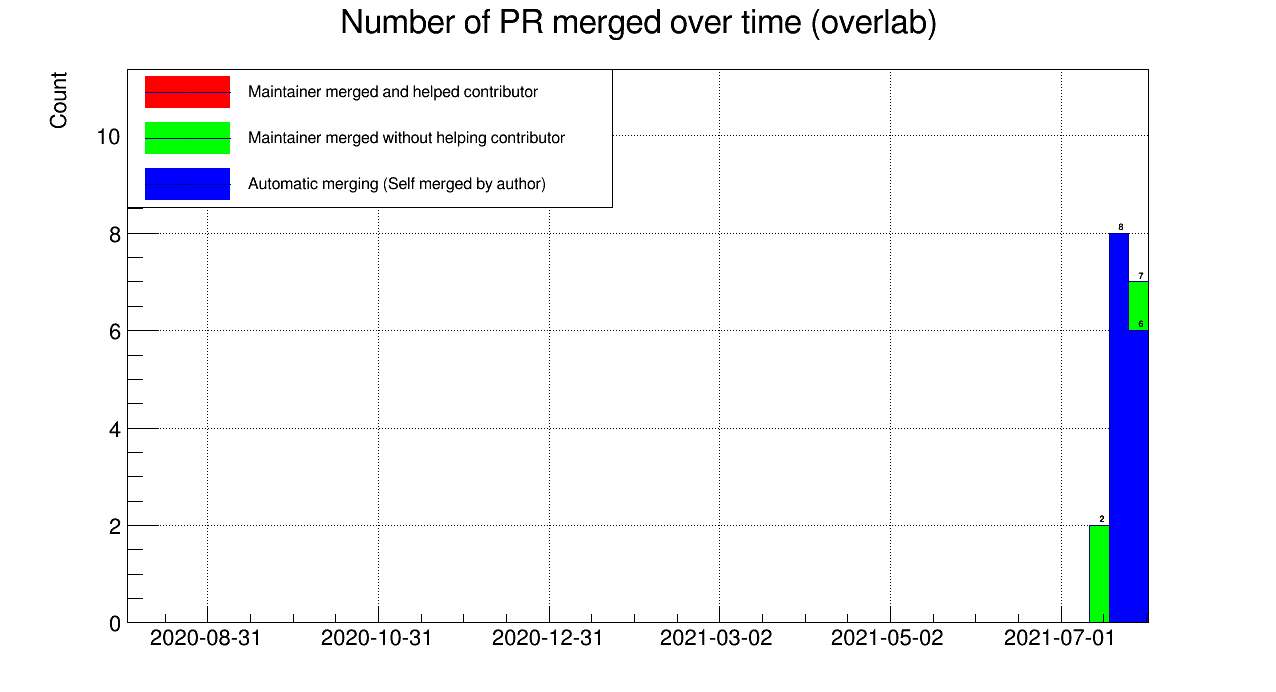 Number of PR merged over time (overlab)
Count
Maintainer merged and helped contributor
Maintainer merged without helping contributor
Automatic merging (Self merged by author)
10
8
6
4
2
0
8
7
6
2
2020-08-31 2020-10-31 2020-12-31 2021-03-02 2021-05-02 2021-07-01